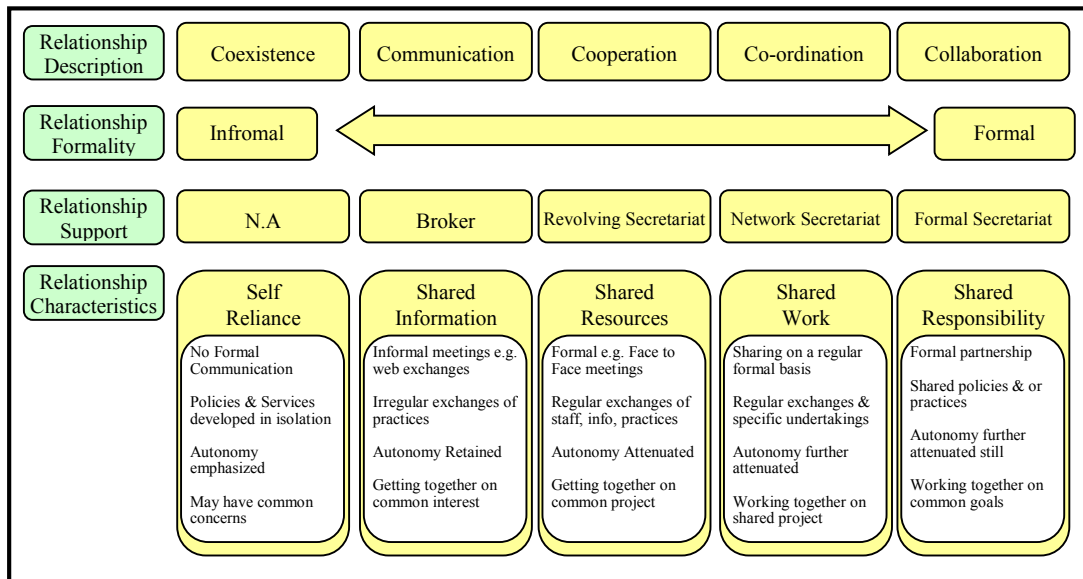 Relationship
Description
Coexistence
Communication
Cooperation
Co-ordination
Collaboration
Relationship
Formality
Infromal
Formal
Relationship
Support
N.A
Broker
Revolving Secretariat
Network Secretariat
Formal Secretariat
Relationship
Characteristics
Self
Reliance
No Formal
Communication
Policies & Services
developed in isolation
Autonomy
emphasized
May have common
concerns
Shared
Information
Informal meetings e.g.
web exchanges
Irregular exchanges of
practices
Autonomy Retained
Getting together on
common interest
Shared
Resources
Formal e.g. Face to
Face meetings
Regular exchanges of
staff, info, practices
Autonomy Attenuated
Getting together on
common project
Shared
Work
Sharing on a regular
formal basis
Regular exchanges &
specific undertakings
Autonomy further
attenuated
Working together on
shared project
Shared
Responsibility
Formal partnership
Shared policies & or
practices
Autonomy further
attenuated still
Working together on
common goals